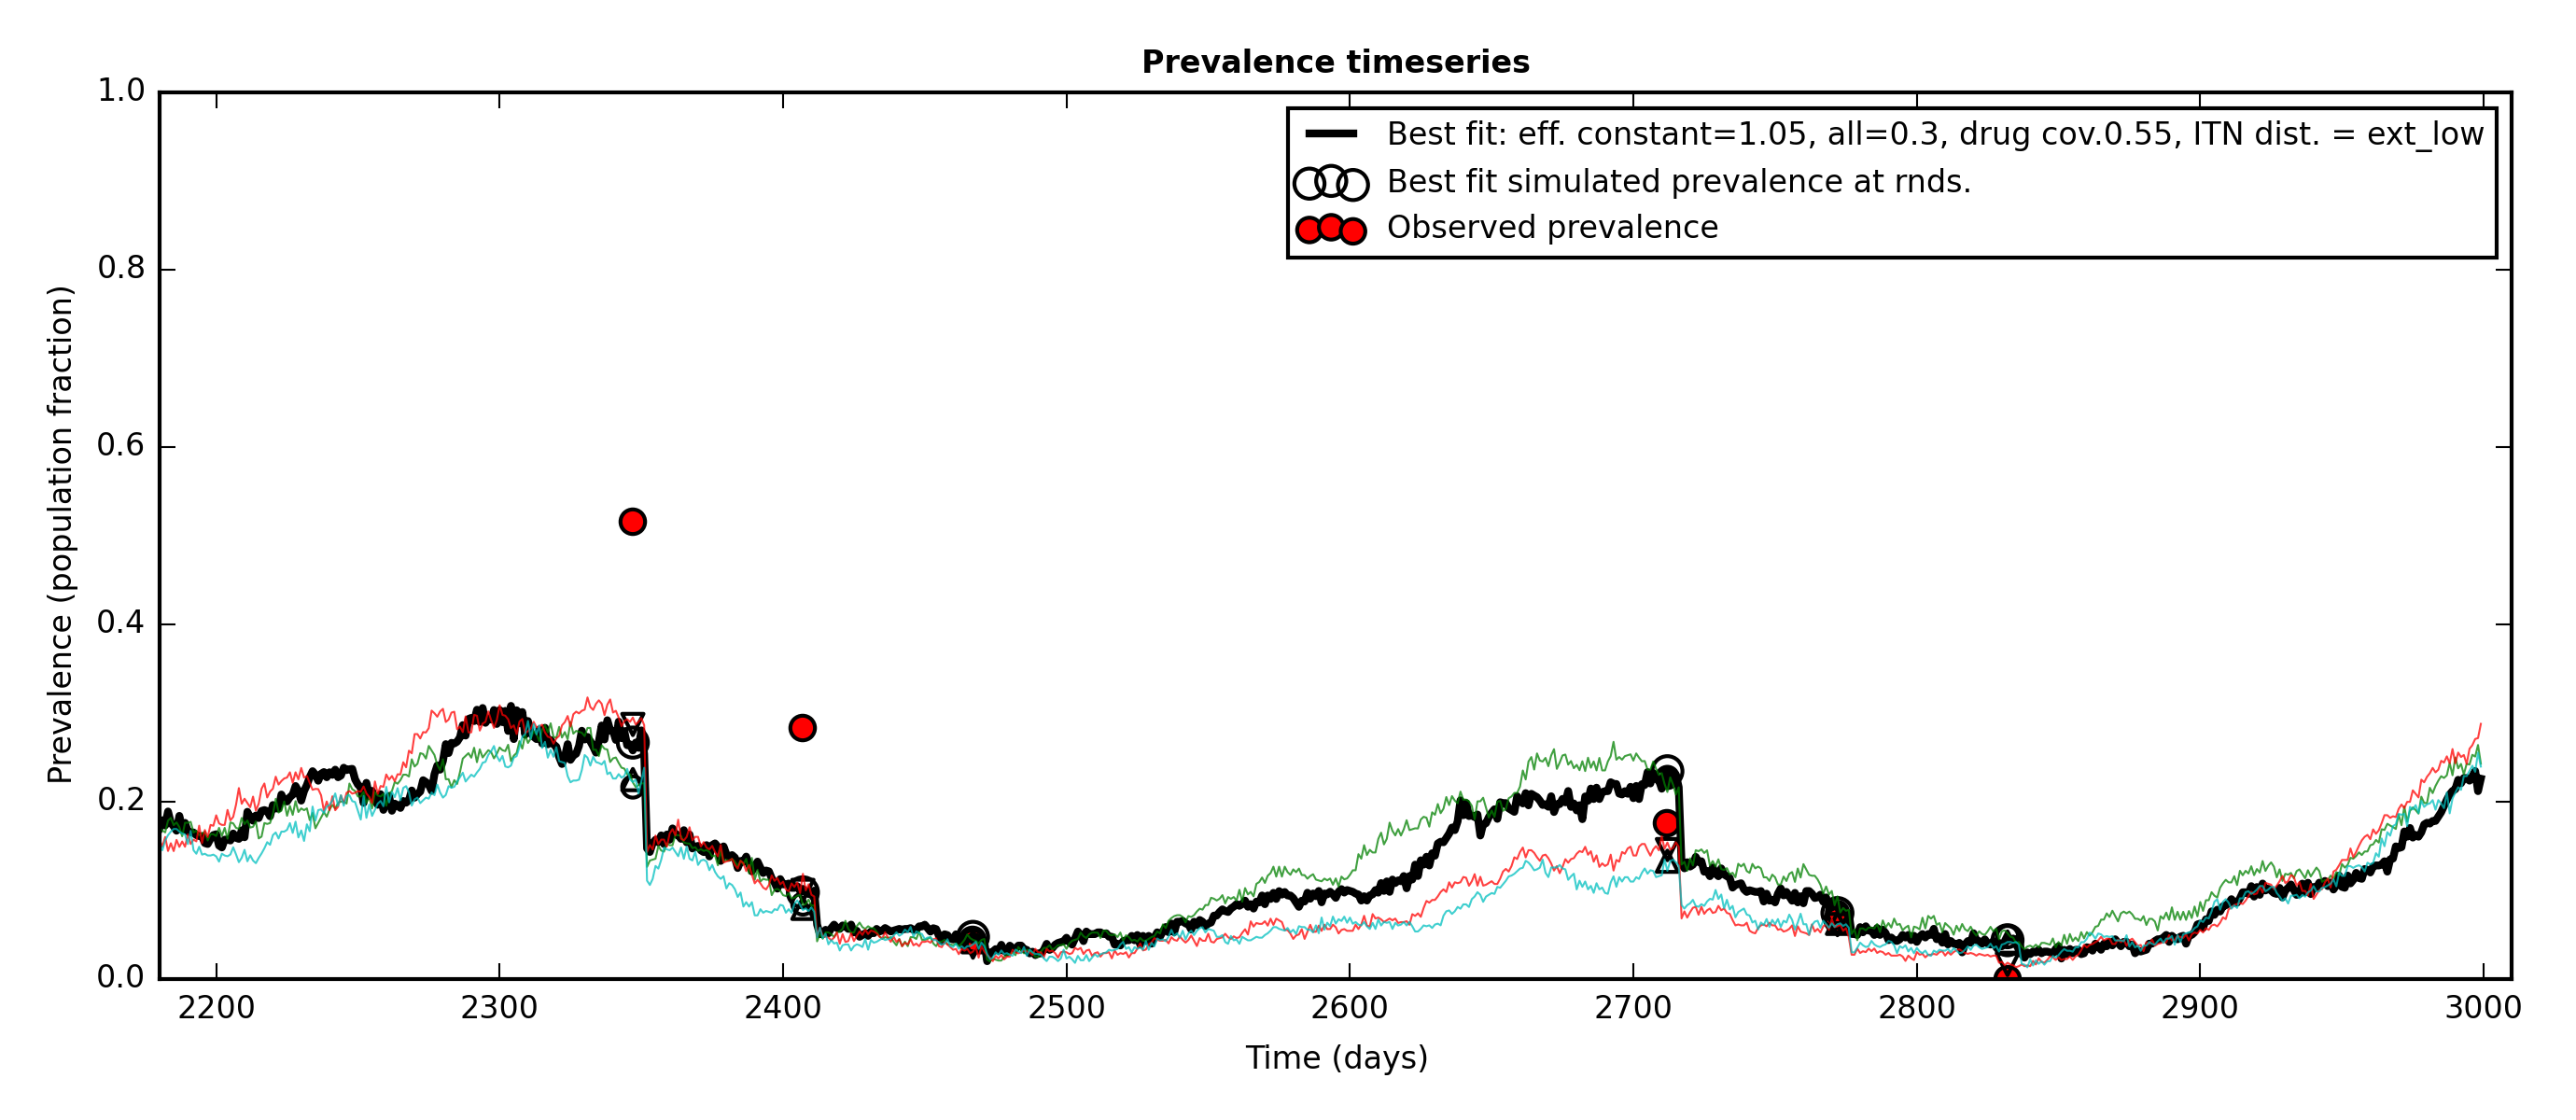 Prevalence timeseries
1.0
0.8
0.6
0.4
0.2
0.0
Prevalence (population fraction)
Best fit: eff. constant=1.05, all=0.3, drug cov.0.55, ITN dist. = ext_low
Best fit simulated prevalence at rnds.
Observed prevalence
2200 2300 2400 2500 2600 2700 2800 2900 3000
Time (days)